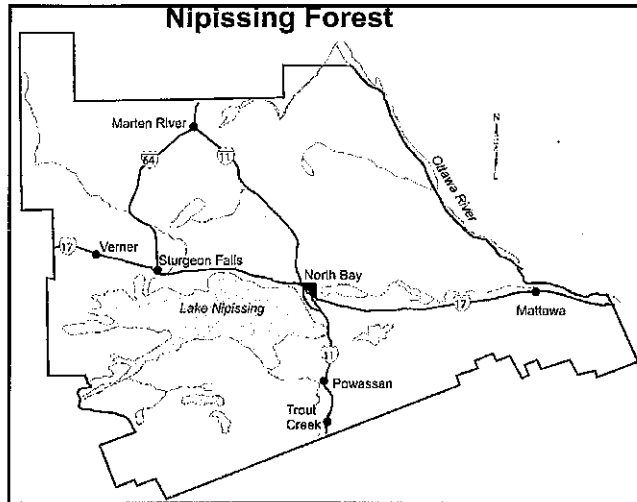 Nipissing Forest
N
Marten River
64
11
Ottawa River
17
Verner
Sturgeon Falls
North Bay
Lake Nipissing
17
Mattawa
11
Powassan
Trout
Creek